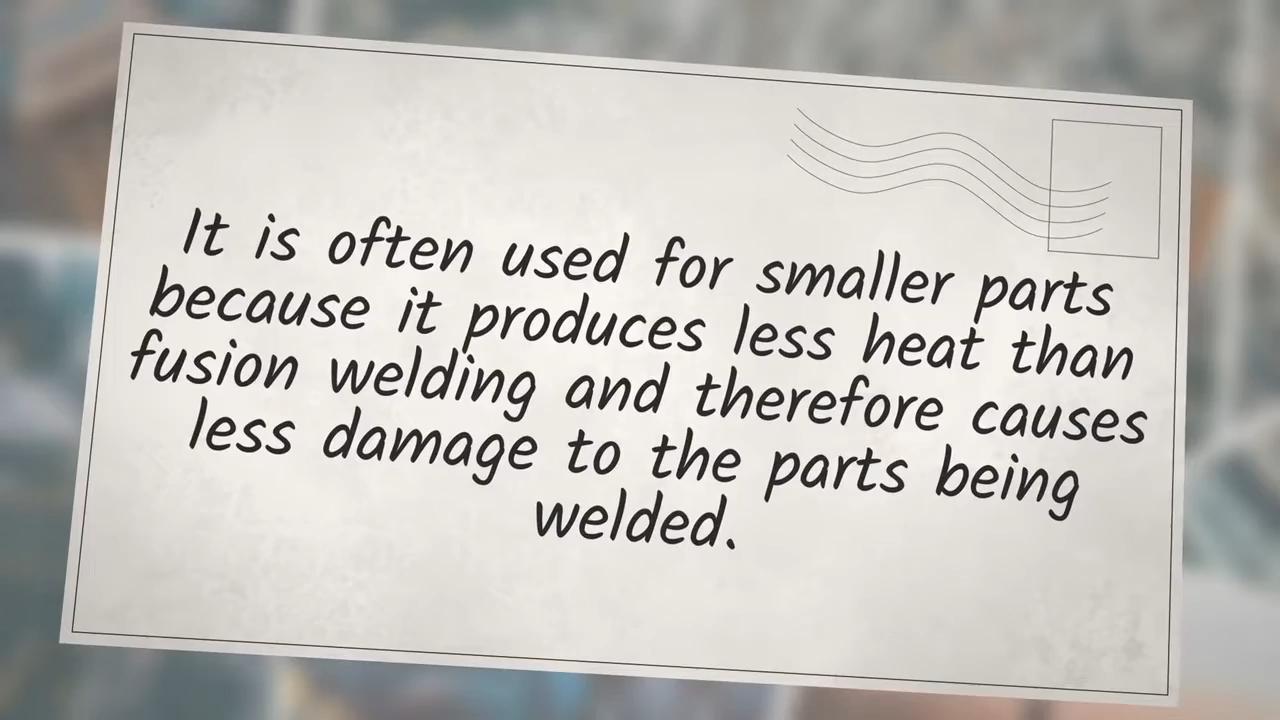 It is often used for smaller parts
because it produces less heat than
fusion welding and therefore causes
less damage to the parts being
welded.